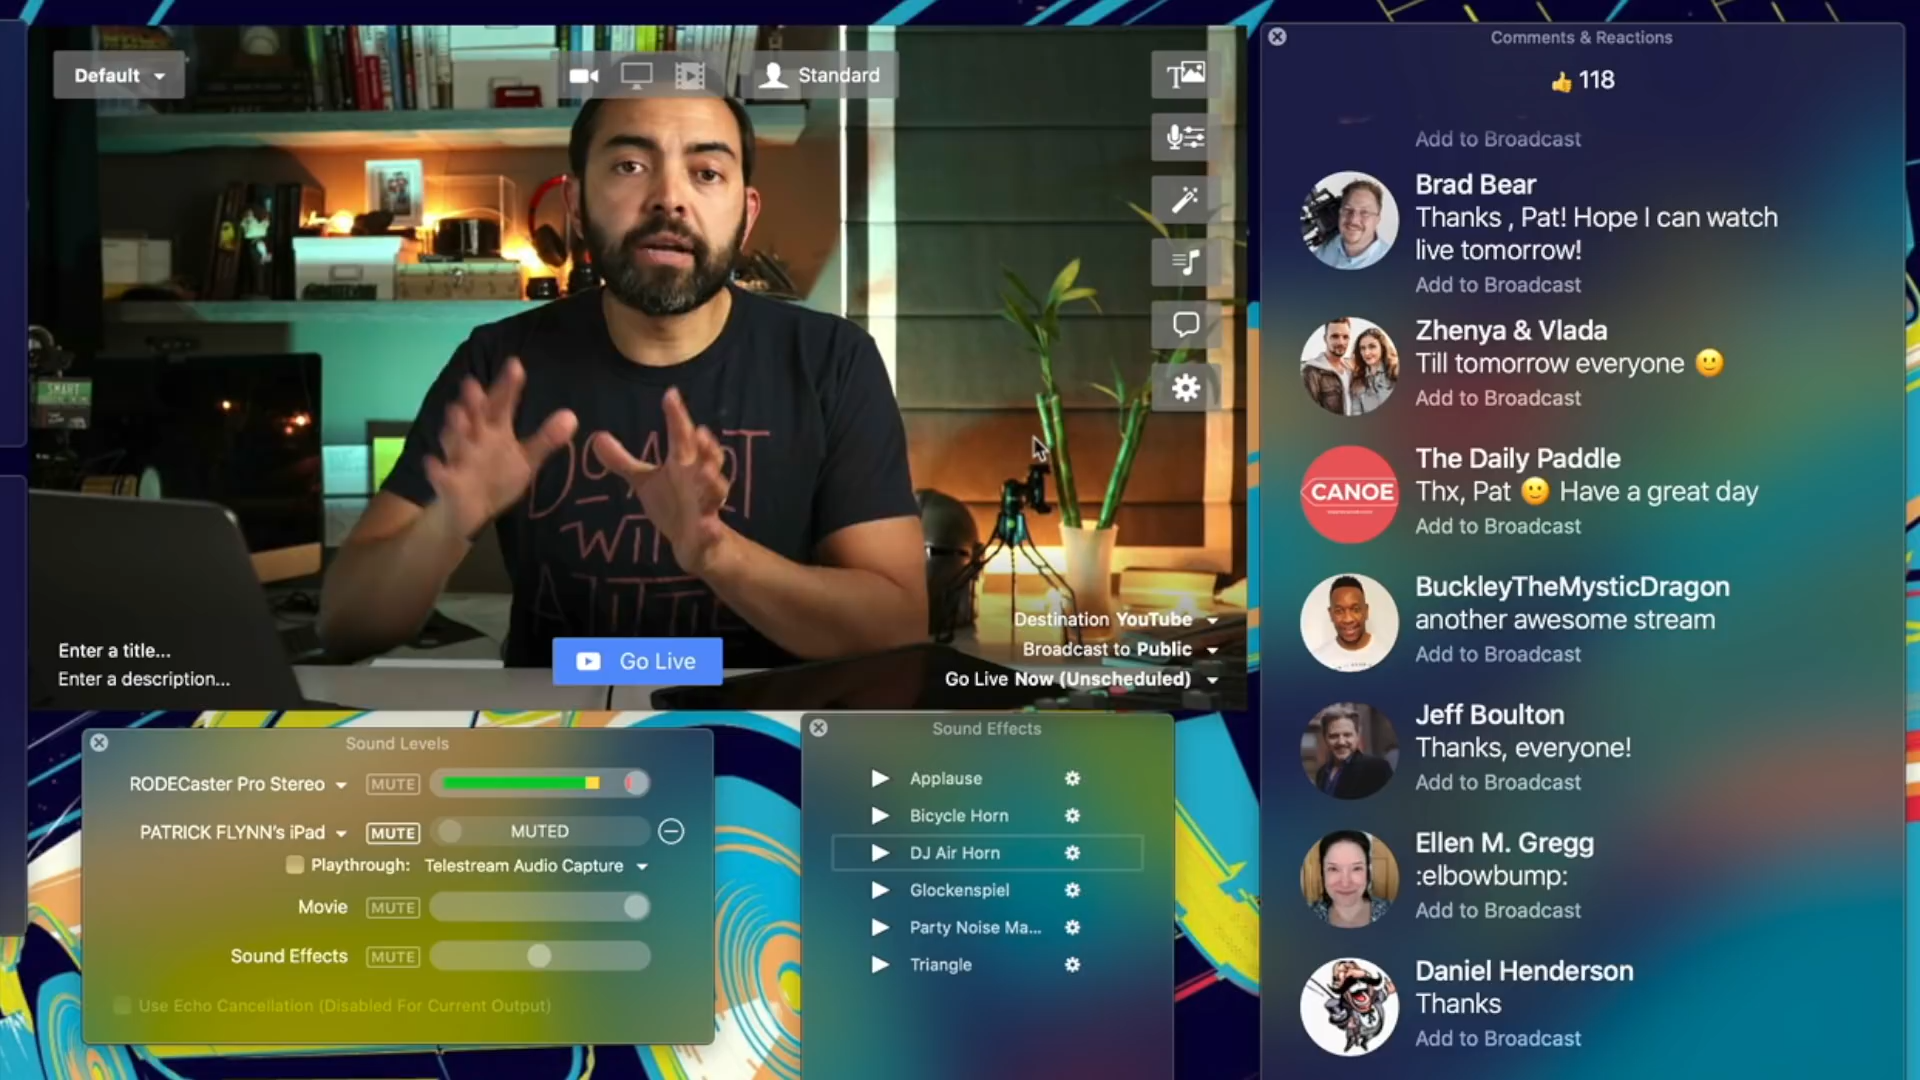 Default
Standard
SMART
DO NOT
WIT
A LITTLE
Enter a title...
Enter a description...
Go Live
Destination YouTube
Broadcast to Public
Go Live Now (Unscheduled)
Sound Levels
RODECaster Pro Stereo
MUTE
PATRICK FLYNN's iPad
MUTE
MUTED
Playthrough: Telestream Audio Capture
Movie
MUTE
Sound Effects
MUTE
Use Echo Cancellation (Disabled For Current Output)
Sound Effects
Applause
Bicycle Horn
DJ Air Horn
Glockenspiel
Party Noise Ma...
Triangle
Comments & Reactions
👍 118
Add to Broadcast
Brad Bear
Thanks , Pat! Hope I can watch
live tomorrow!
Add to Broadcast
Zhenya & Vlada
Till tomorrow everyone 🙂
Add to Broadcast
CANOE
The Daily Paddle
Thx, Pat 🙂 Have a great day
Add to Broadcast
BuckleyTheMysticDragon
another awesome stream
Add to Broadcast
Jeff Boulton
Thanks, everyone!
Add to Broadcast
Ellen M. Gregg
:elbowbump:
Add to Broadcast
Daniel Henderson
Thanks
Add to Broadcast